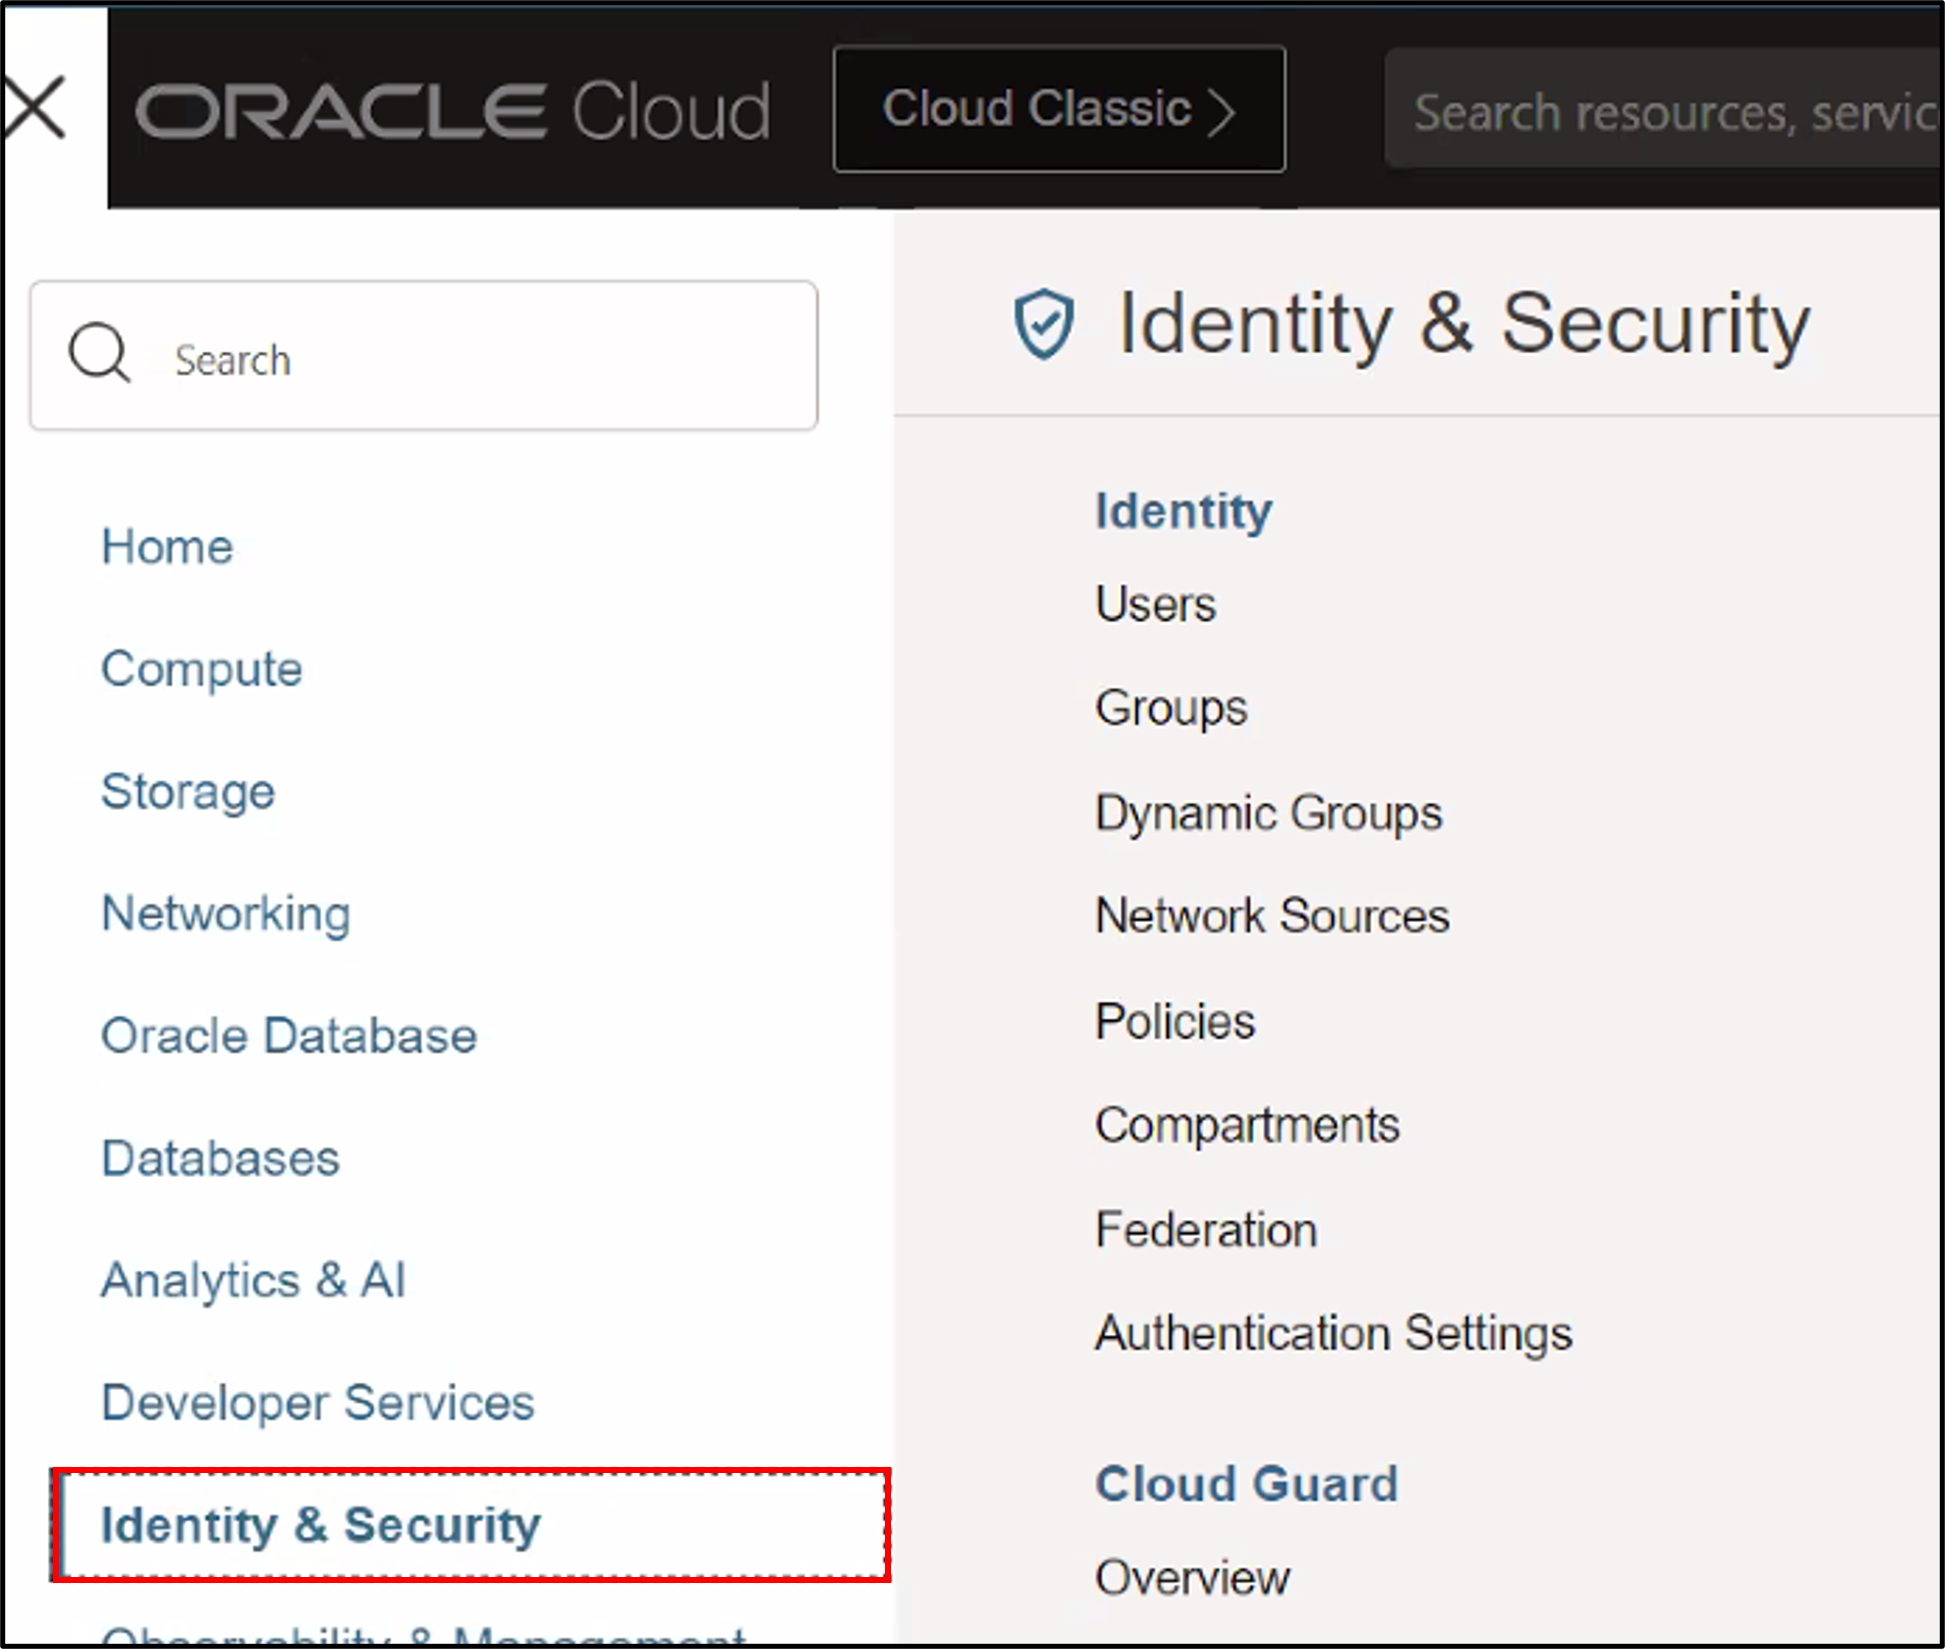 ORACLE Cloud
Cloud Classic
Search resources, servic
Search
Home
Compute
Storage
Networking
Oracle Database
Databases
Analytics & AI
Developer Services
Identity & Security
Observability & Management
Identity & Security
Identity
Users
Groups
Dynamic Groups
Network Sources
Policies
Compartments
Federation
Authentication Settings
Cloud Guard
Overview